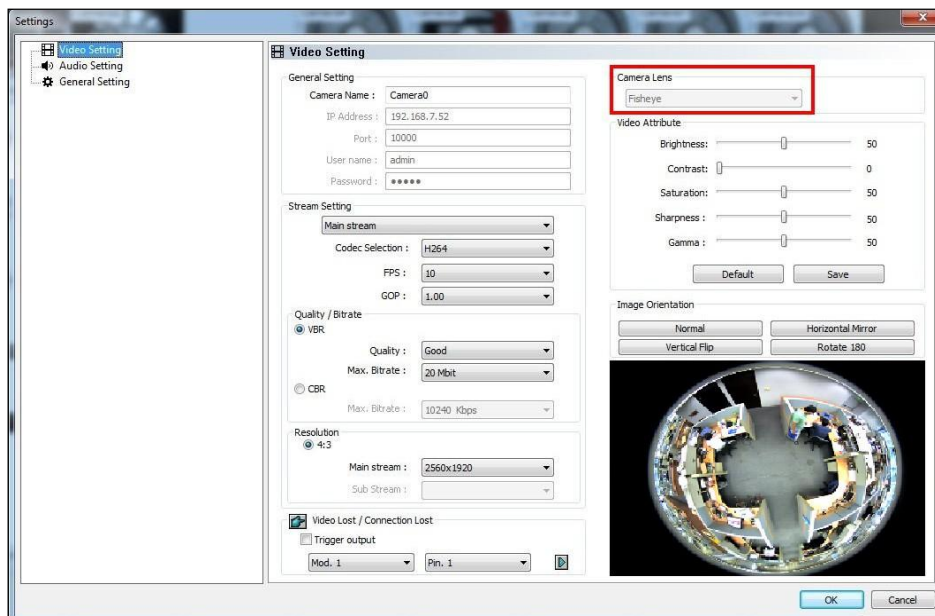 Settings
Video Setting
Audio Setting
General Setting
Video Setting
General Setting
Camera Name : Camera0
IP Address : 192.168.7.52
Port : 10000
User name : admin
Password : •••••
Stream Setting
Main stream
Codec Selection : H264
FPS : 10
GOP : 1.00
Quality / Bitrate
VBR
Quality : Good
Max. Bitrate : 20 Mbit
CBR
Max. Bitrate : 10240 Kbps
Resolution
4:3
Main stream : 2560x1920
Sub Stream :
Video Lost / Connection Lost
Trigger output
Mod. 1 Pin. 1
Camera Lens
Fisheye
Video Attribute
Brightness: 50
Contrast: 0
Saturation: 50
Sharpness : 50
Gamma : 50
Default Save
Image Orientation
Normal Horizontal Mirror
Vertical Flip Rotate 180
OK Cancel